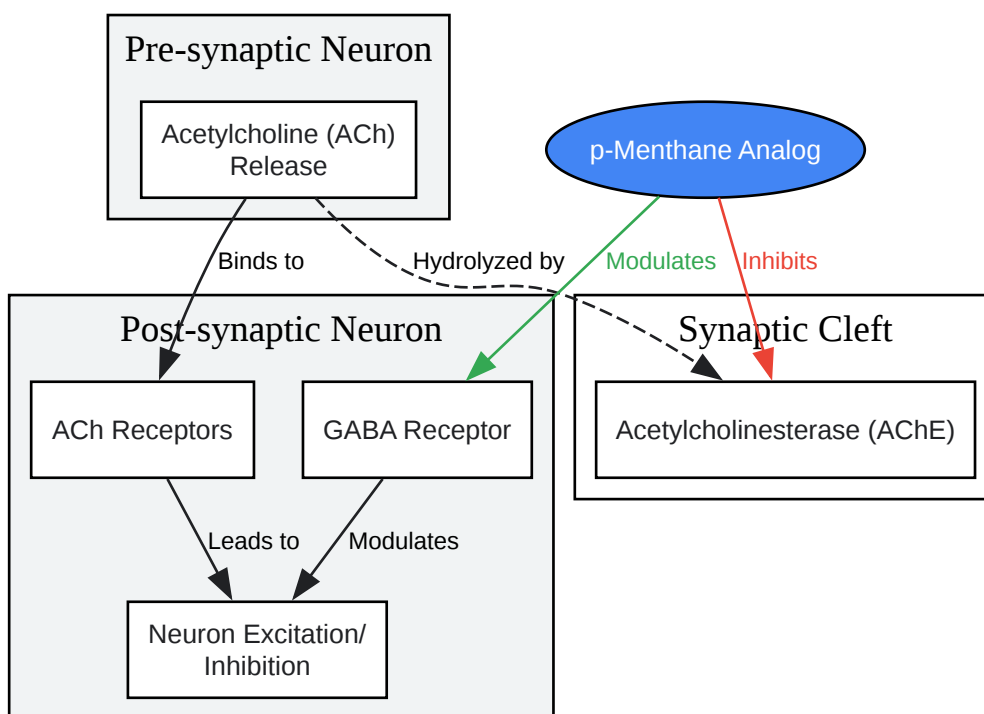 Pre-synaptic Neuron
Acetylcholine (ACh)
Release
p-Menthane Analog
Binds to
Hydrolyzed by
Modulates
Inhibits
Post-synaptic Neuron
Synaptic Cleft
ACh Receptors
GABA Receptor
Acetylcholinesterase (AChE)
Leads to
Modulates
Neuron Excitation/
Inhibition